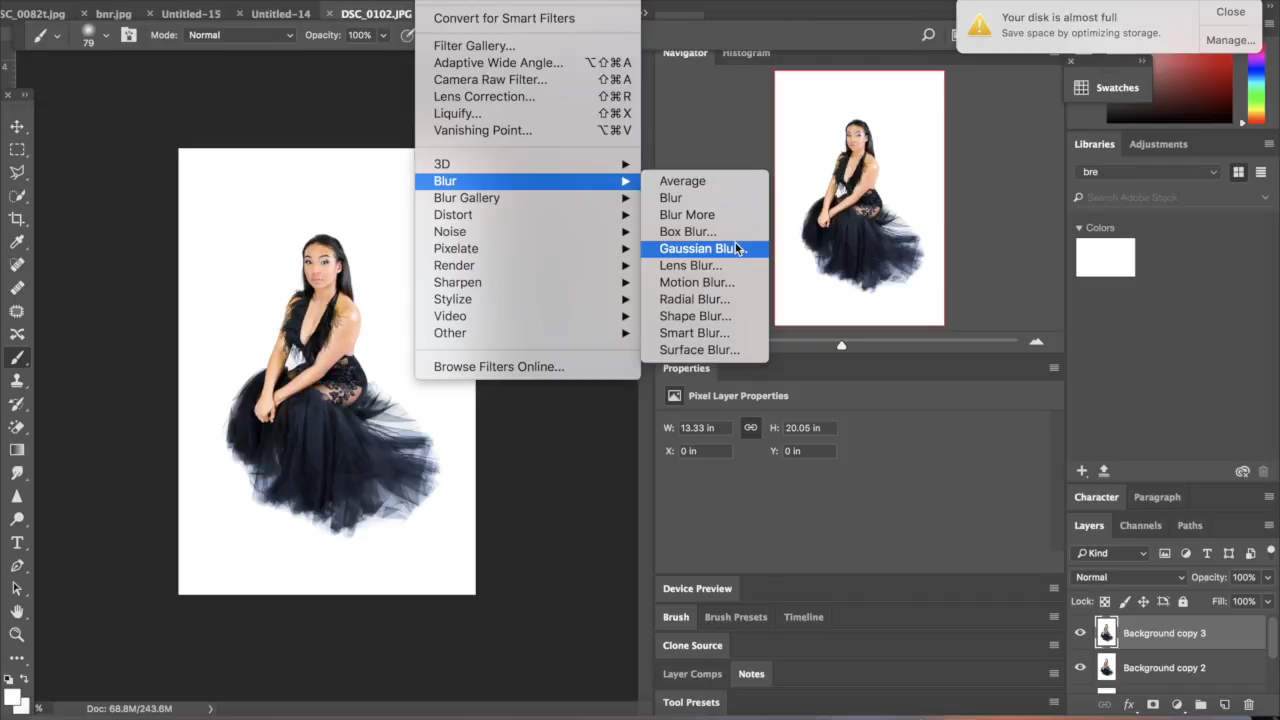 SC_0082t.jpg
bnr.jpg
Untitled-15
Untitled-14
DSC_0102.JPG
79
Mode: Normal
Opacity: 100%
Convert for Smart Filters
Filter Gallery...
Adaptive Wide Angle... ⌥⇧⌘A
Camera Raw Filter... ⇧⌘A
Lens Correction... ⇧⌘R
Liquify... ⇧⌘X
Vanishing Point... ⌥⌘V
3D
Blur
Blur Gallery
Distort
Noise
Pixelate
Render
Sharpen
Stylize
Video
Other
Browse Filters Online...
Average
Blur
Blur More
Box Blur...
Gaussian Blu...
Lens Blur...
Motion Blur...
Radial Blur...
Shape Blur...
Smart Blur...
Surface Blur...
Navigator
Histogram
Your disk is almost full
Save space by optimizing storage.
Close
Manage...
Swatches
Libraries
Adjustments
bre
Search Adobe Stock
Colors
Properties
Pixel Layer Properties
W: 13.33 in
H: 20.05 in
X: 0 in
Y: 0 in
Device Preview
Brush
Brush Presets
Timeline
Clone Source
Layer Comps
Notes
Tool Presets
Character
Paragraph
Layers
Channels
Paths
Kind
Normal
Opacity: 100%
Lock:
Fill: 100%
Background copy 3
Background copy 2
4
%
Doc: 68.8M/243.6M